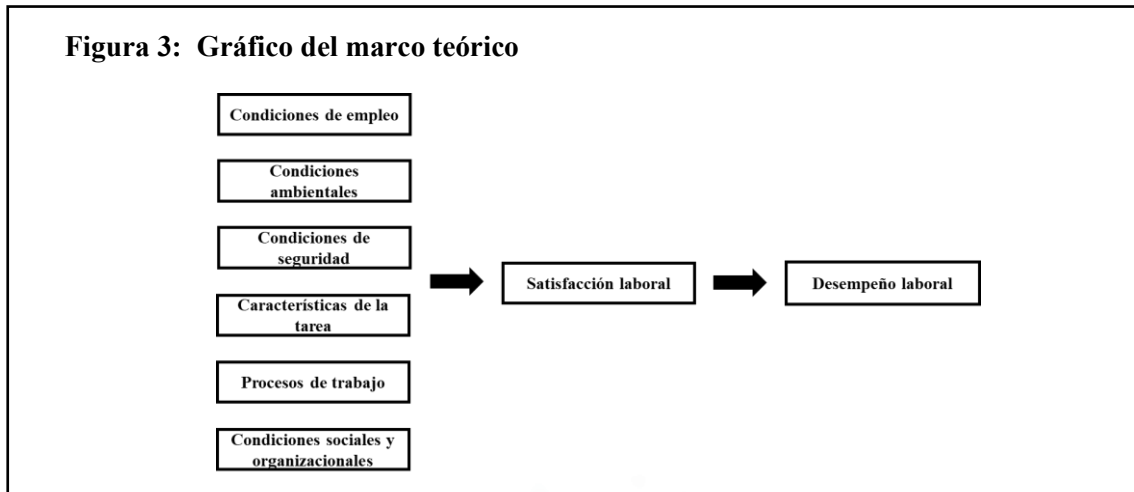 Figura 3: Gráfico del marco teórico
Condiciones de empleo
Condiciones
ambientales
Condiciones de
seguridad
Características de la
tarea
Procesos de trabajo
Condiciones sociales y
organizacionales
Satisfacción laboral
Desempeño laboral